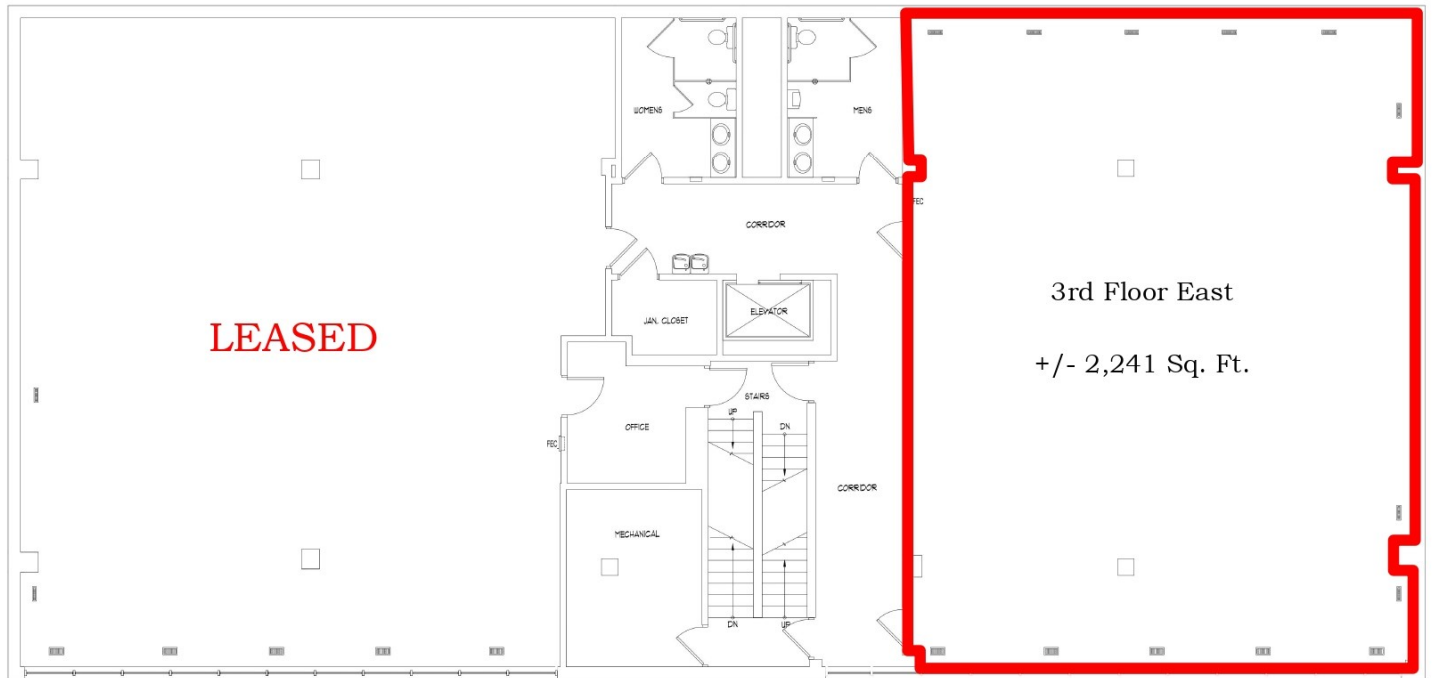 WOMENS
MENS
FEC
CORRIDOR
3rd Floor East
ELEVATOR
JAN. CLOSET
LEASED
+/- 2,241 Sq. Ft.
STAIRS
UP
DN
OFFICE
FEC
CORRIDOR
MECHANICAL
DN
UP